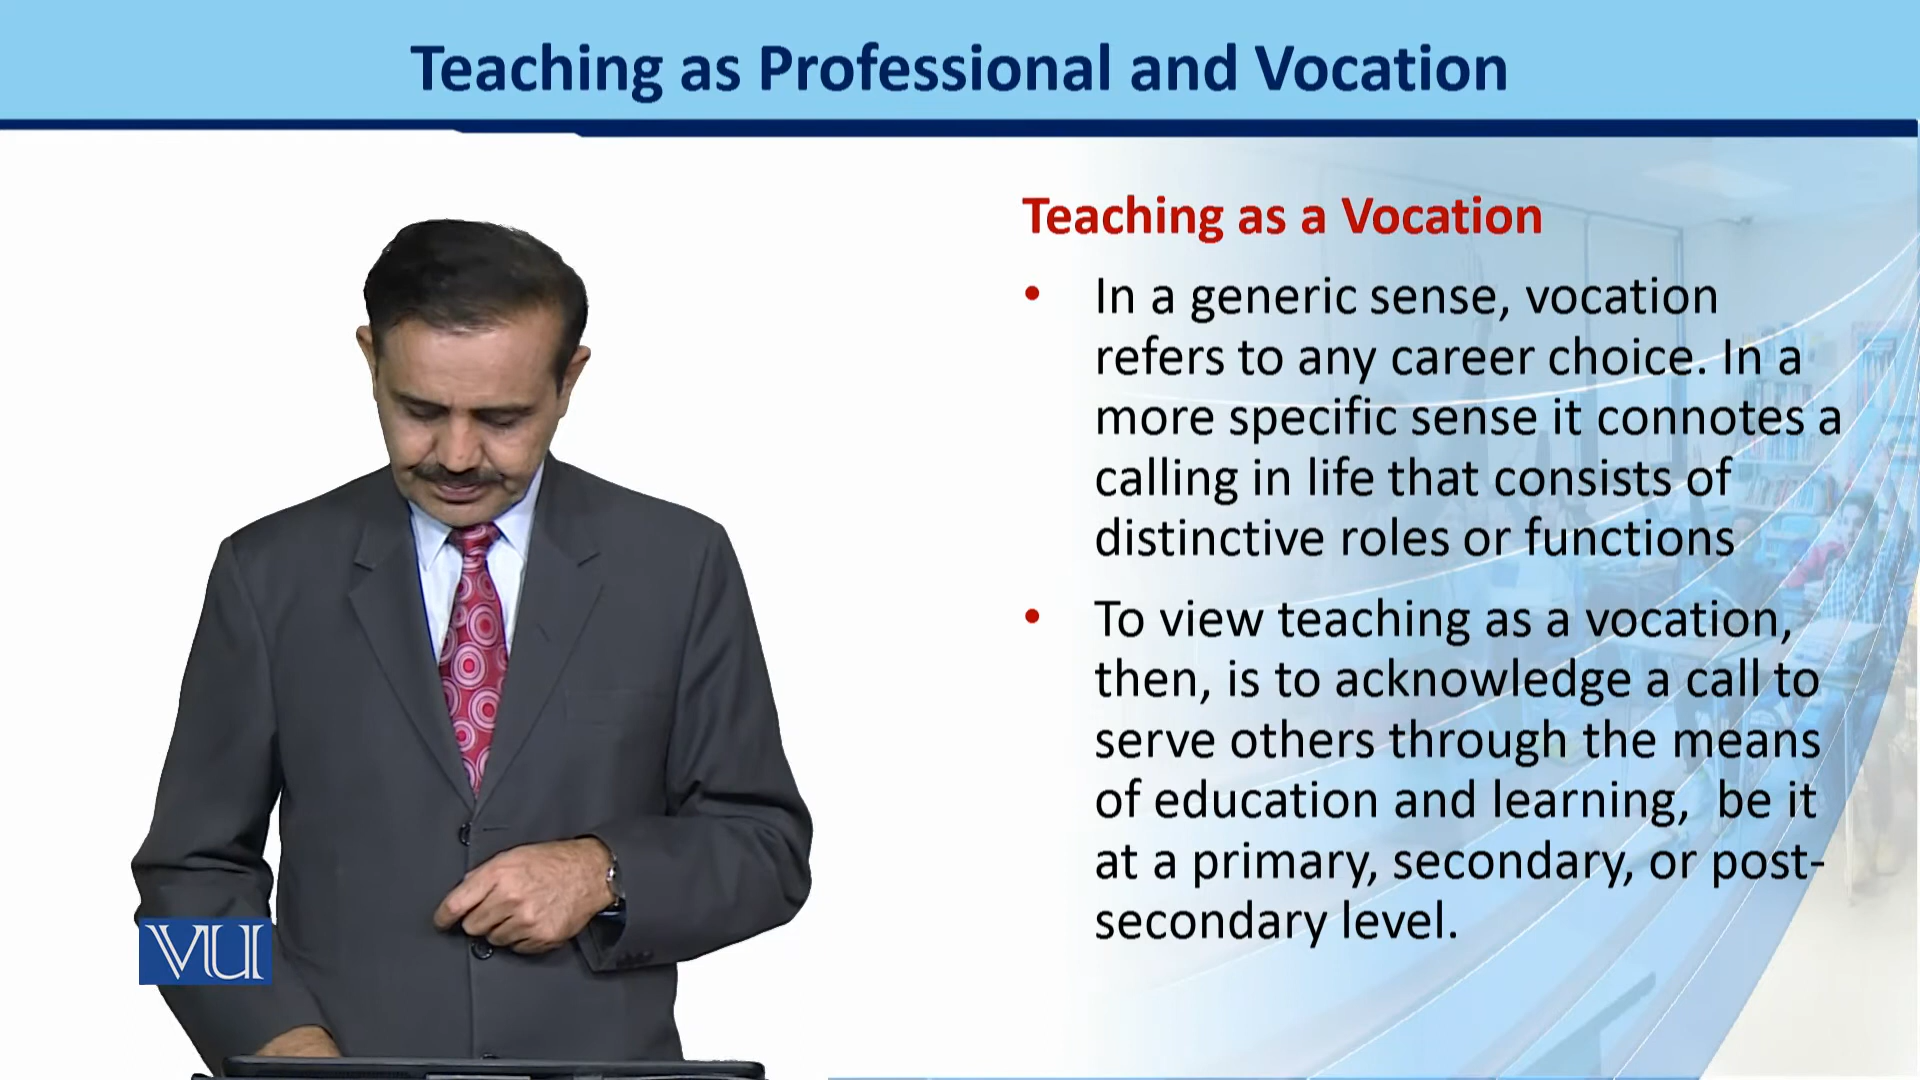 Teaching as Professional and Vocation
Teaching as a Vocation
• In a generic sense, vocation
refers to any career choice. In a
more specific sense it connotes a
calling in life that consists of
distinctive roles or functions
• To view teaching as a vocation,
then, is to acknowledge a call to
serve others through the means
of education and learning,  be it
at a primary, secondary, or post-
secondary level.
VU